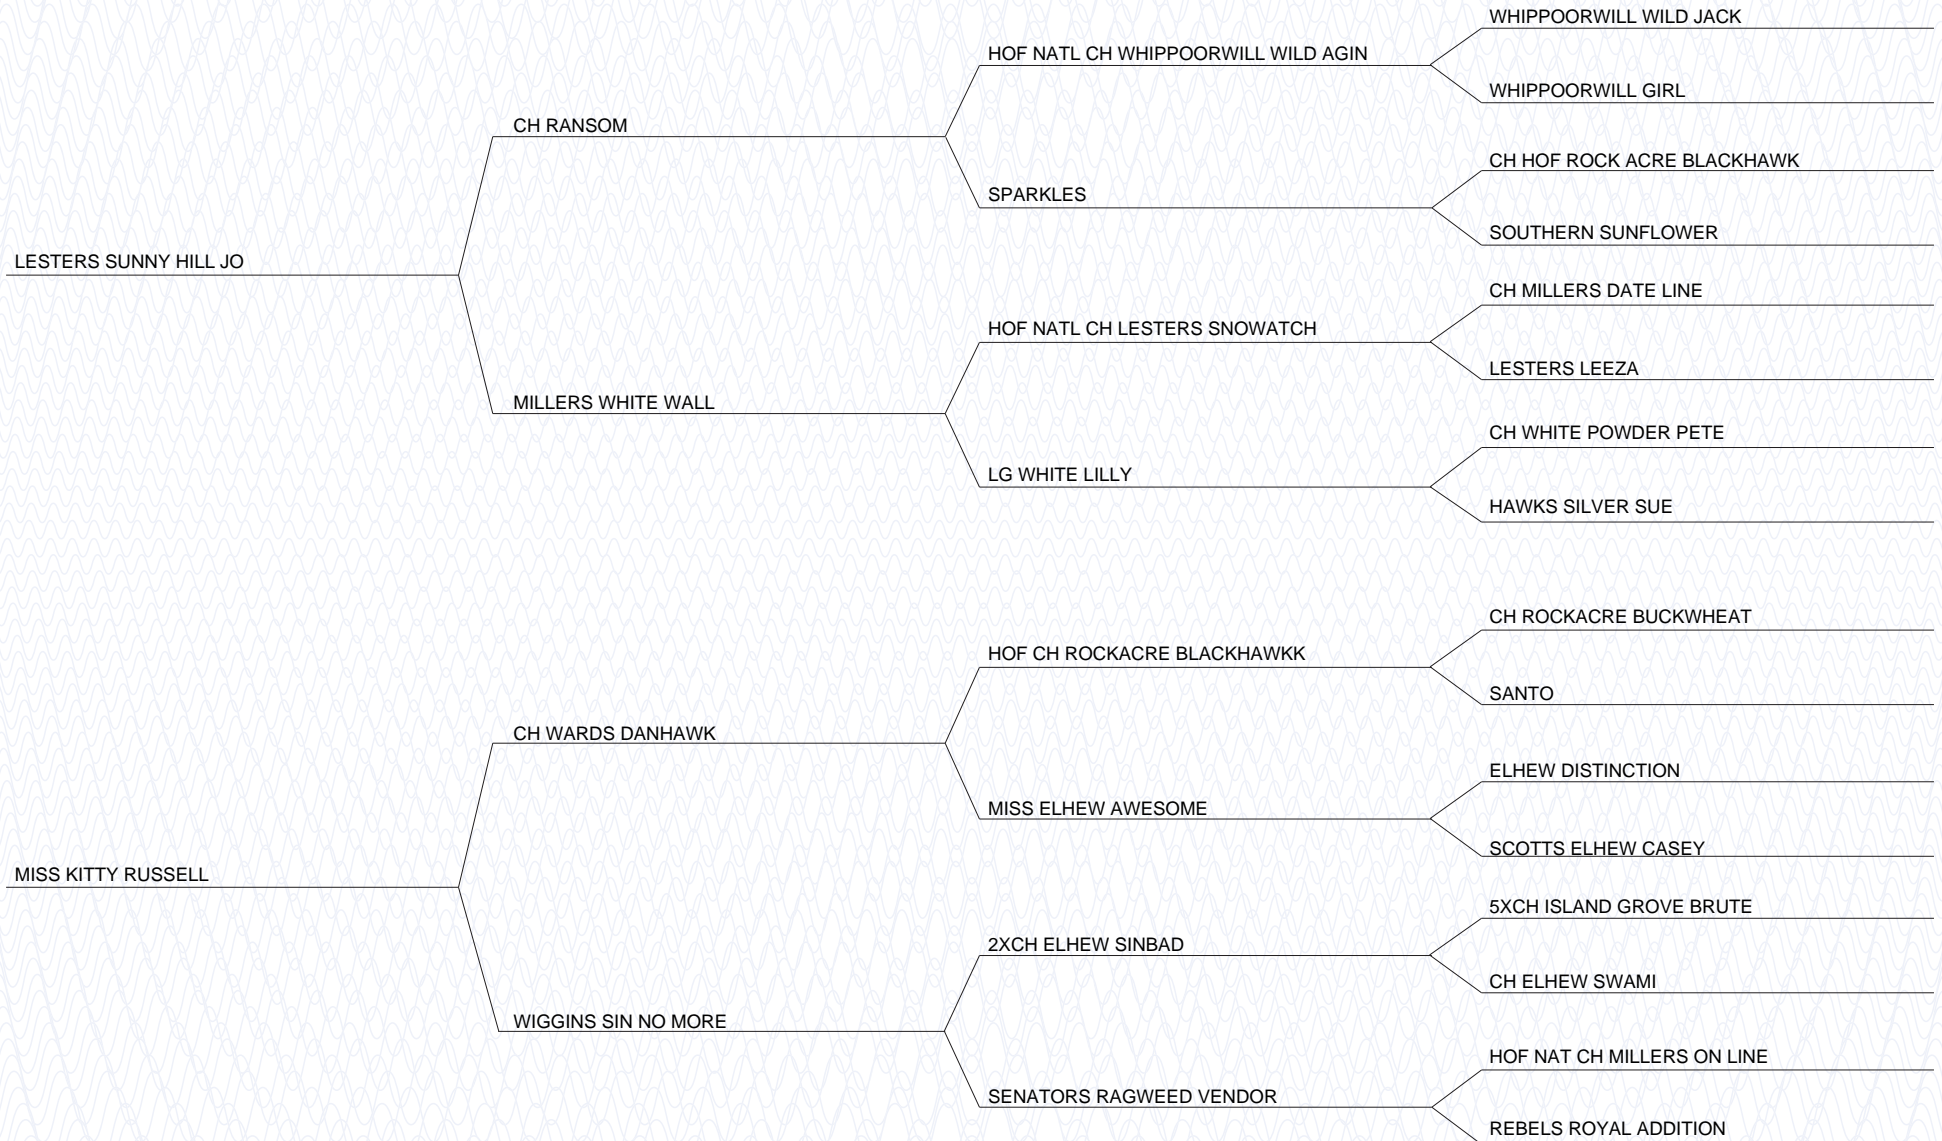 WHIPPOORWILL WILD JACK
HOF NATL CH WHIPPOORWILL WILD AGIN
WHIPPOORWILL GIRL
CH RANSOM
CH HOF ROCK ACRE BLACKHAWK
SPARKLES
SOUTHERN SUNFLOWER
LESTERS SUNNY HILL JO
CH MILLERS DATE LINE
HOF NATL CH LESTERS SNOWATCH
LESTERS LEEZA
MILLERS WHITE WALL
CH WHITE POWDER PETE
LG WHITE LILLY
HAWKS SILVER SUE
CH ROCKACRE BUCKWHEAT
HOF CH ROCKACRE BLACKHAWKK
SANTO
CH WARDS DANHAWK
ELHEW DISTINCTION
MISS ELHEW AWESOME
SCOTTS ELHEW CASEY
MISS KITTY RUSSELL
5XCH ISLAND GROVE BRUTE
2XCH ELHEW SINBAD
CH ELHEW SWAMI
WIGGINS SIN NO MORE
HOF NAT CH MILLERS ON LINE
SENATORS RAGWEED VENDOR
REBELS ROYAL ADDITION